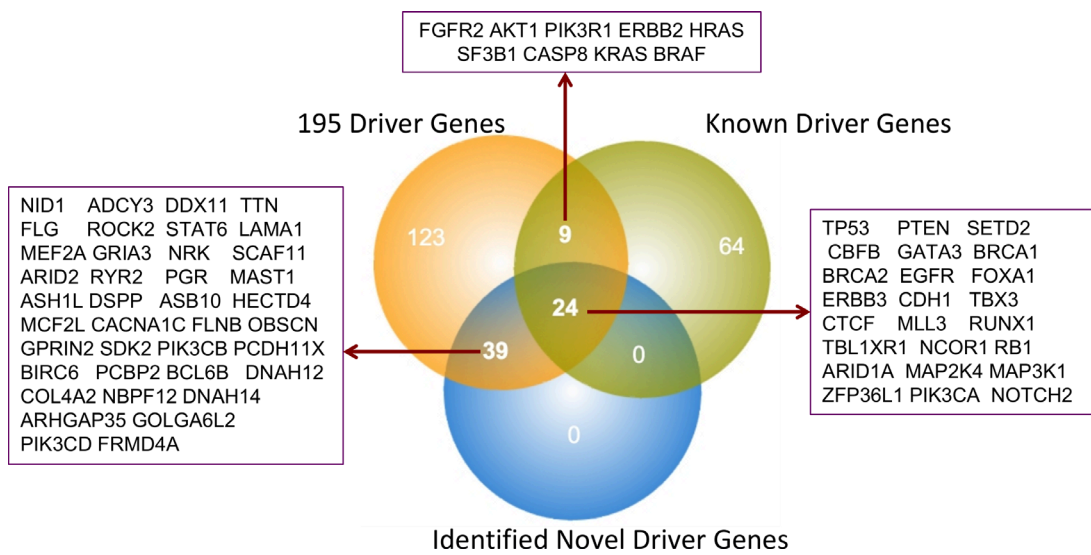 FGFR2 AKT1 PIK3R1 ERBB2 HRAS
SF3B1 CASP8 KRAS BRAF
195 Driver Genes
Known Driver Genes
NID1 ADCY3 DDX11 TTN
FLG ROCK2 STAT6 LAMA1
MEF2A GRIA3 NRK SCAF11
ARID2 RYR2 PGR MAST1
ASH1L DSPP ASB10 HECTD4
MCF2L CACNA1C FLNB OBSCN
GPRIN2 SDK2 PIK3CB PCDH11X
BIRC6 PCBP2 BCL6B DNAH12
COL4A2 NBPF12 DNAH14
ARHGAP35 GOLGA6L2
PIK3CD FRMD4A
123
9
64
24
39
0
0
TP53 PTEN SETD2
CBFB GATA3 BRCA1
BRCA2 EGFR FOXA1
ERBB3 CDH1 TBX3
CTCF MLL3 RUNX1
TBL1XR1 NCOR1 RB1
ARID1A MAP2K4 MAP3K1
ZFP36L1 PIK3CA NOTCH2
Identified Novel Driver Genes